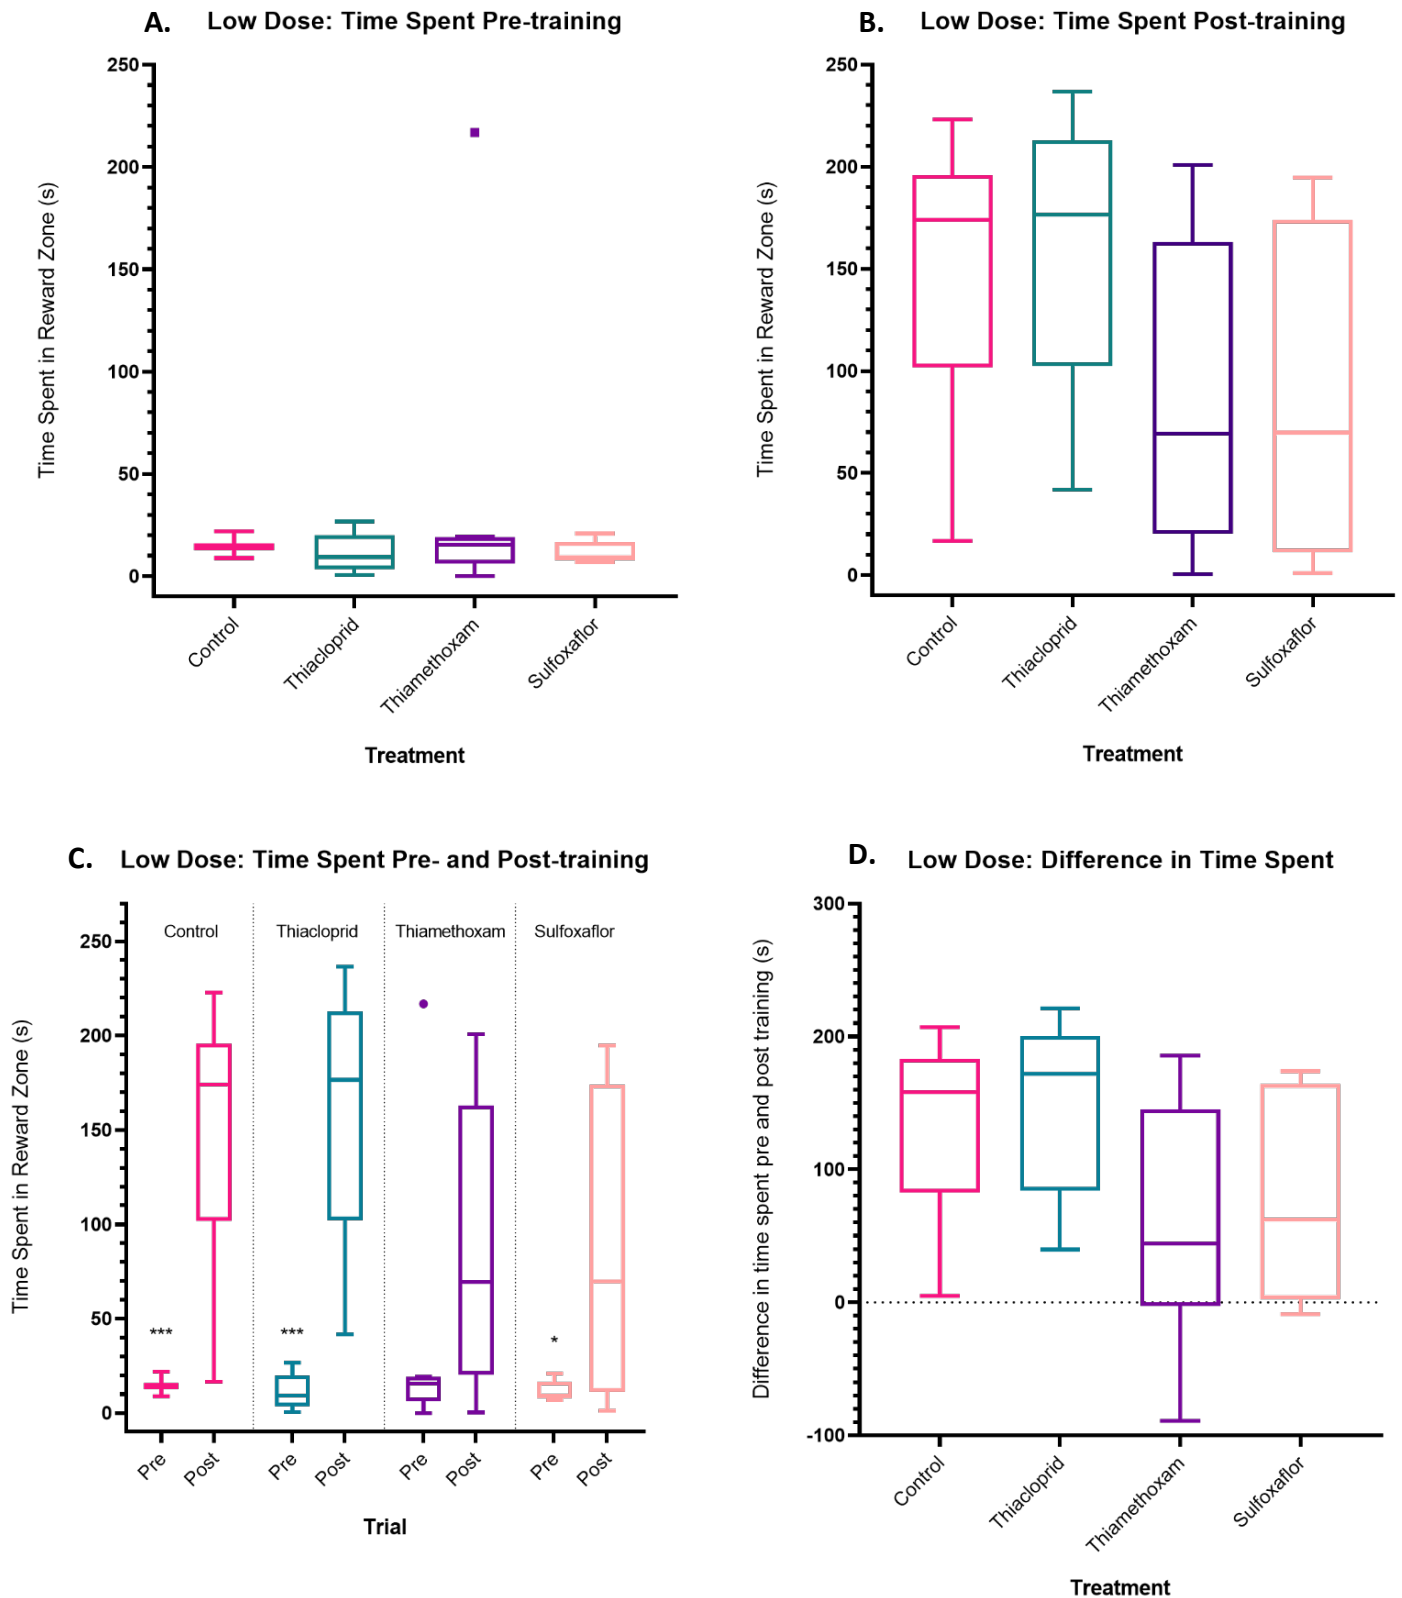 A. Low Dose: Time Spent Pre-training
Time Spent in Reward Zone (s)
250
200
150
100
50
0
Control
Thiacloprid
Thiamethoxam
Sulfoxaflor
Treatment
B. Low Dose: Time Spent Post-training
Time Spent in Reward Zone (s)
250
200
150
100
50
0
Control
Thiacloprid
Thiamethoxam
Sulfoxaflor
Treatment
C. Low Dose: Time Spent Pre- and Post-training
Time Spent in Reward Zone (s)
Control Thiacloprid Thiamethoxam Sulfoxaflor
250
200
150
100
50
0
*** *** *
Pre Post Pre Post Pre Post Pre Post
Trial
D. Low Dose: Difference in Time Spent
Difference in time spent pre and post training (s)
300
200
100
0
-100
Control
Thiacloprid
Thiamethoxam
Sulfoxaflor
Treatment